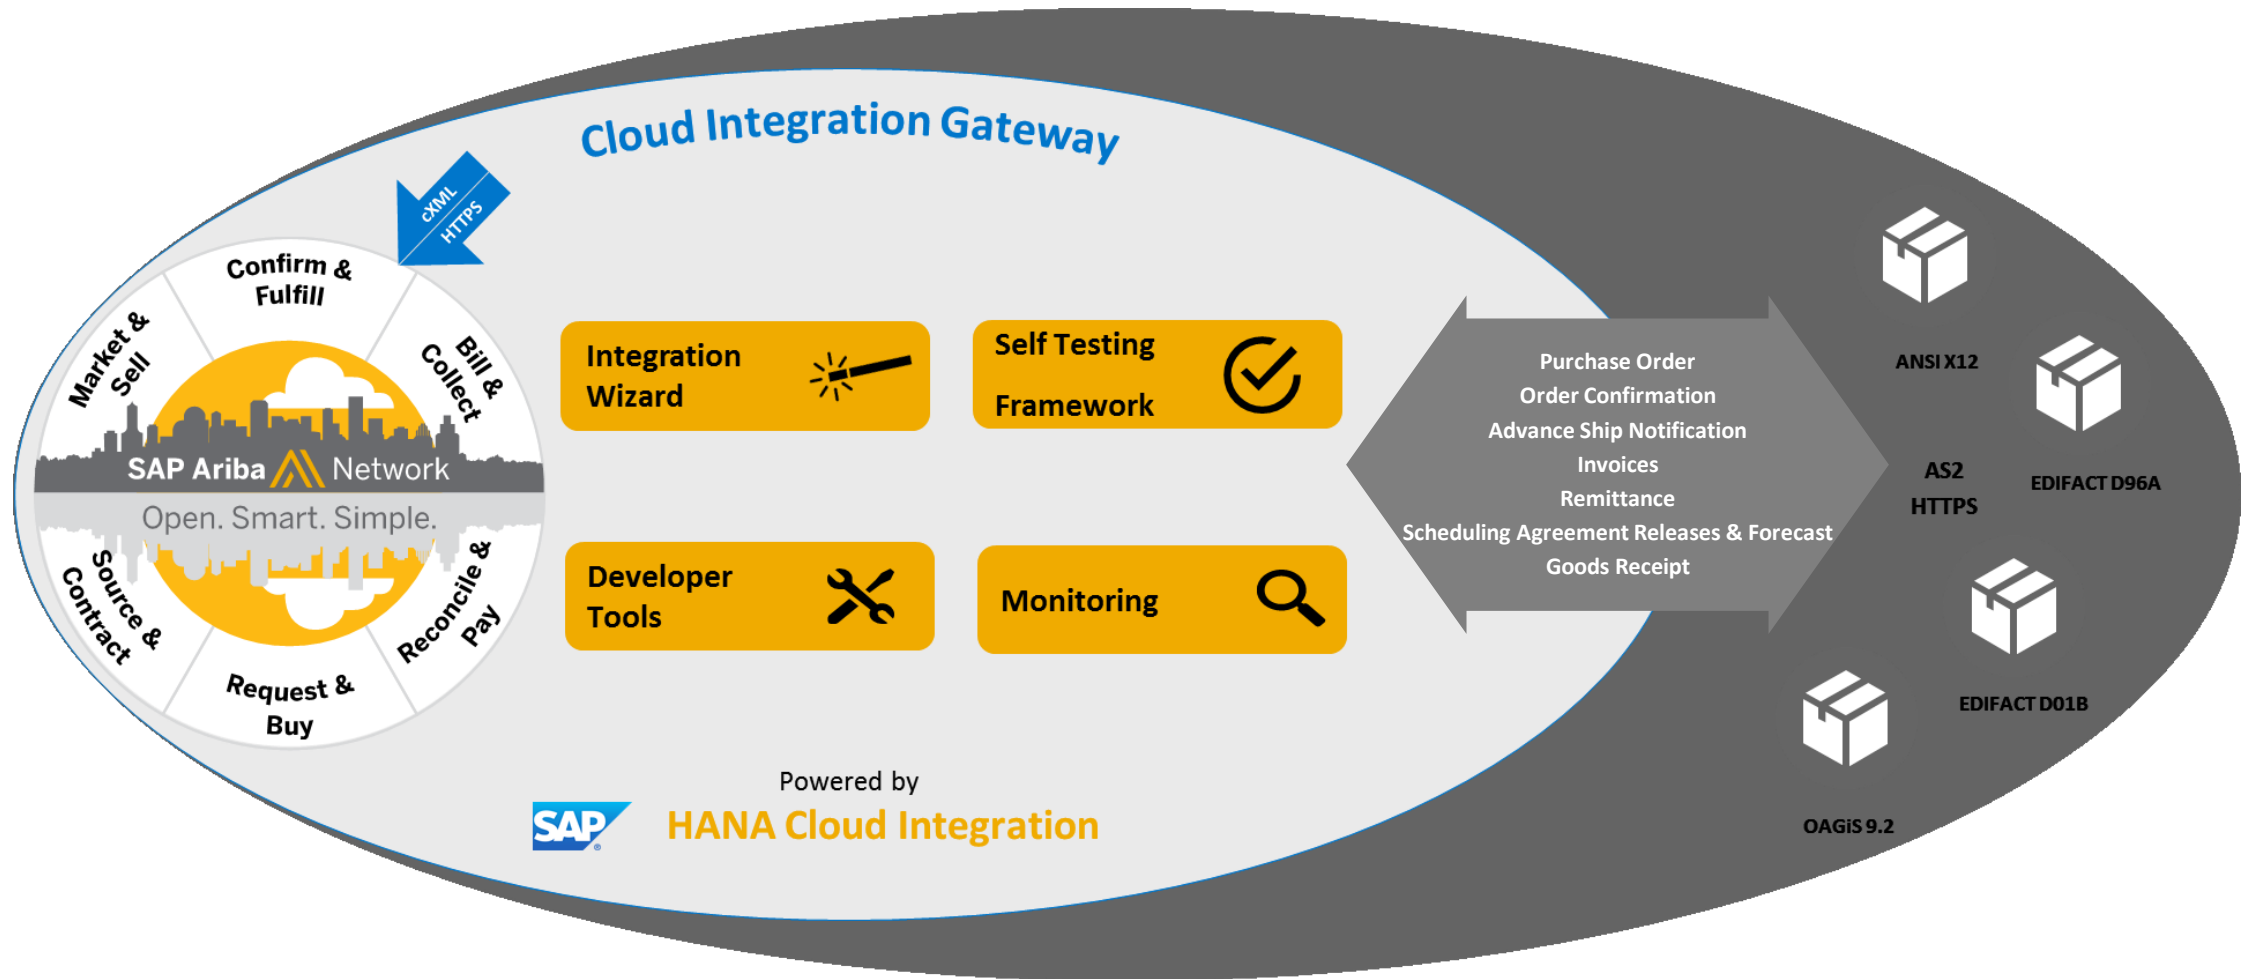 Cloud Integration Gateway
cXML
HTTPS
Confirm &
Fulfill
Market &
Sell
Bill &
Collect
SAP Ariba Network
Open. Smart. Simple.
Source &
Contract
Reconcile &
Pay
Request &
Buy
Integration
Wizard
Self Testing
Framework
Developer
Tools
Monitoring
Powered by
SAP®
HANA Cloud Integration
Purchase Order
Order Confirmation
Advance Ship Notification
Invoices
Remittance
Scheduling Agreement Releases & Forecast
Goods Receipt
ANSI X12
AS2
HTTPS
EDIFACT D96A
EDIFACT D01B
OAGiS 9.2